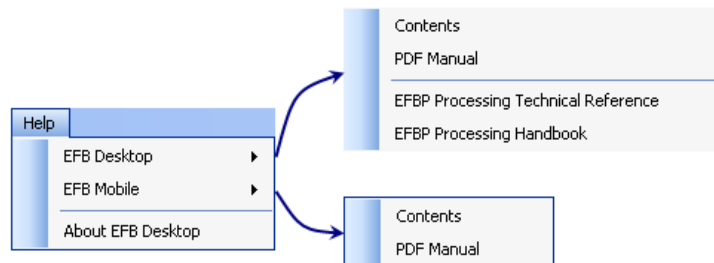 Contents
PDF Manual
EFBP Processing Technical Reference
EFBP Processing Handbook
Help
EFB Desktop
EFB Mobile
About EFB Desktop
Contents
PDF Manual